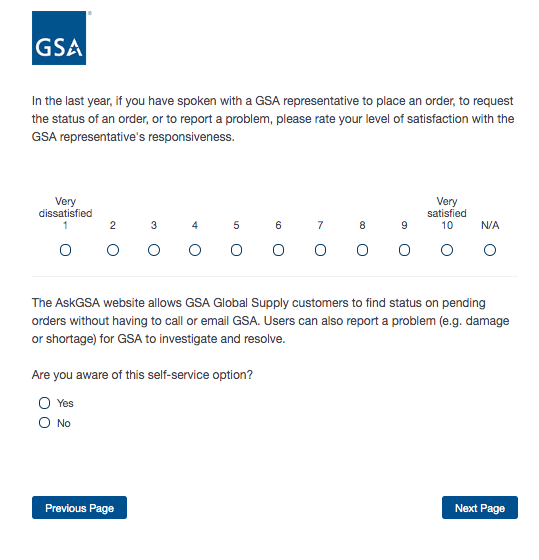 GSA
In the last year, if you have spoken with a GSA representative to place an order, to request
the status of an order, or to report a problem, please rate your level of satisfaction with the
GSA representative's responsiveness.
Very dissatisfied 1 2 3 4 5 6 7 8 9 Very satisfied 10 N/A
The AskGSA website allows GSA Global Supply customers to find status on pending
orders without having to call or email GSA. Users can also report a problem (e.g. damage
or shortage) for GSA to investigate and resolve.
Are you aware of this self-service option?
Yes
No
Previous Page Next Page